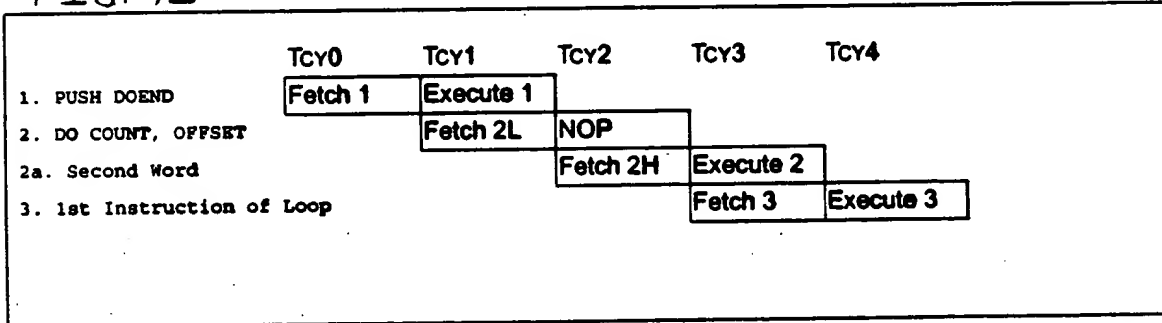 TCY0 TCY1 TCY2 TCY3 TCY4
1. PUSH DOEND Fetch 1 Execute 1
2. DO COUNT, OFFSET Fetch 2L NOP
2a. Second Word Fetch 2H Execute 2
3. 1st Instruction of Loop Fetch 3 Execute 3